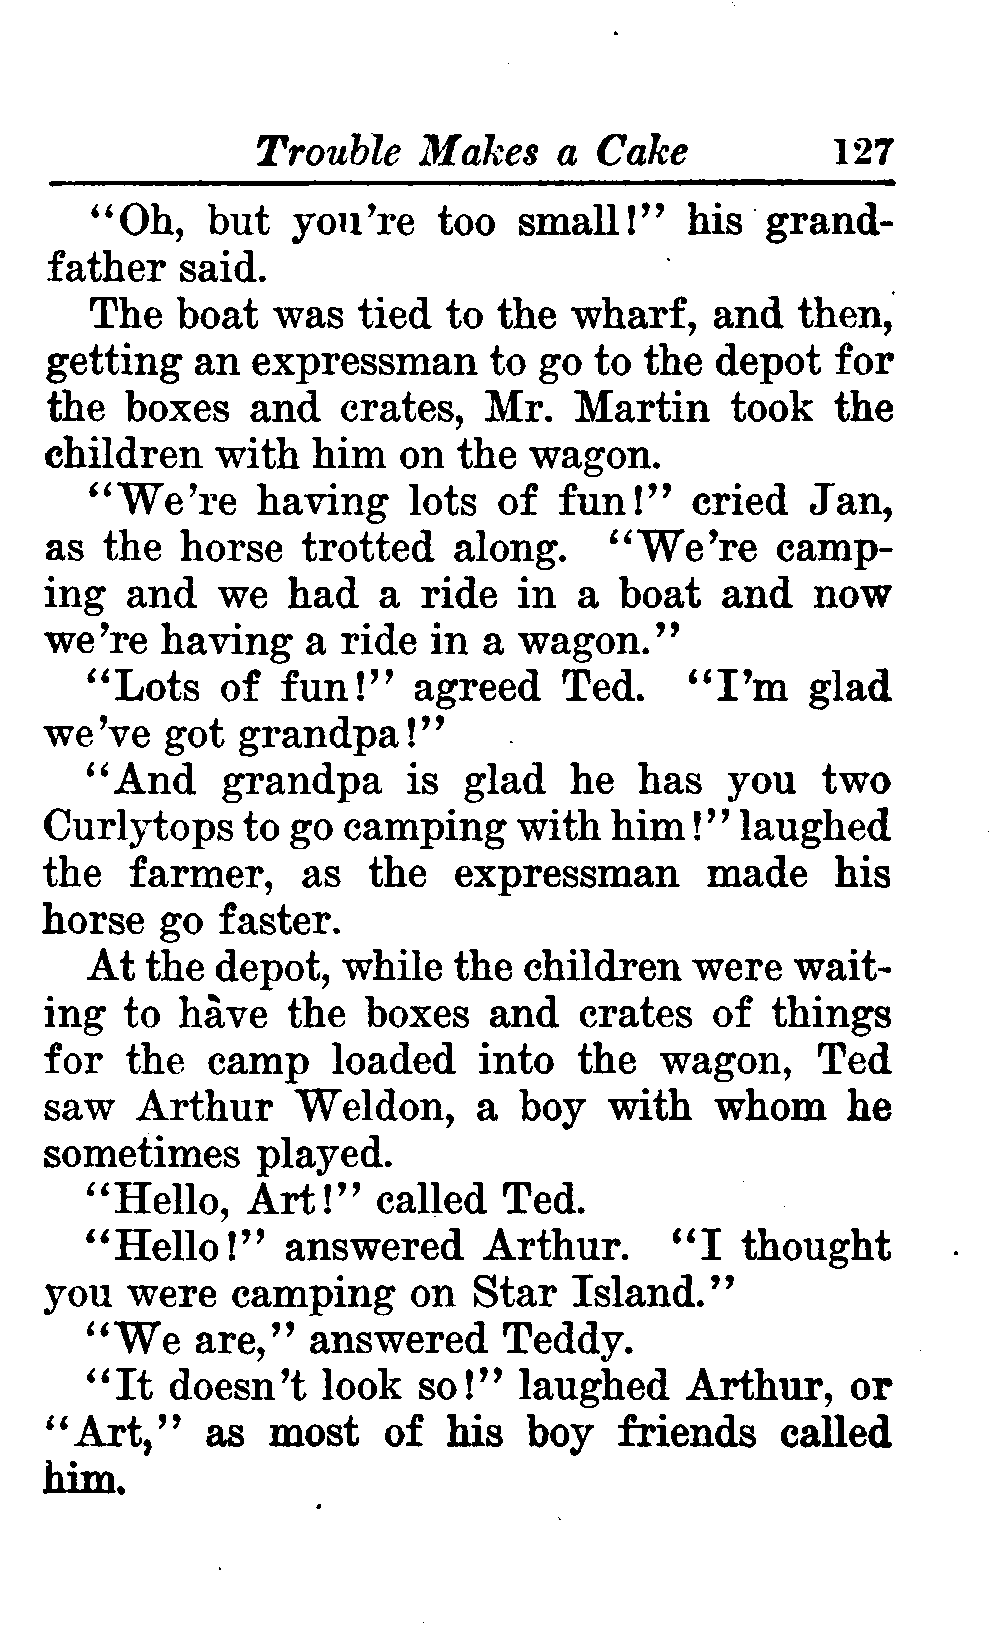 Trouble Makes a Cake 127
"Oh, but you're too small!" his grand-
father said.
The boat was tied to the wharf, and then,
getting an expressman to go to the depot for
the boxes and crates, Mr. Martin took the
children with him on the wagon.
"We're having lots of fun!" cried Jan,
as the horse trotted along. "We're camp-
ing and we had a ride in a boat and now
we're having a ride in a wagon."
"Lots of fun!" agreed Ted. "I'm glad
we've got grandpa!"
"And grandpa is glad he has you two
Curlytops to go camping with him!" laughed
the farmer, as the expressman made his
horse go faster.
At the depot, while the children were wait-
ing to have the boxes and crates of things
for the camp loaded into the wagon, Ted
saw Arthur Weldon, a boy with whom he
sometimes played.
"Hello, Art!" called Ted.
"Hello!" answered Arthur. "I thought
you were camping on Star Island."
"We are," answered Teddy.
"It doesn't look so!" laughed Arthur, or
"Art," as most of his boy friends called
him.